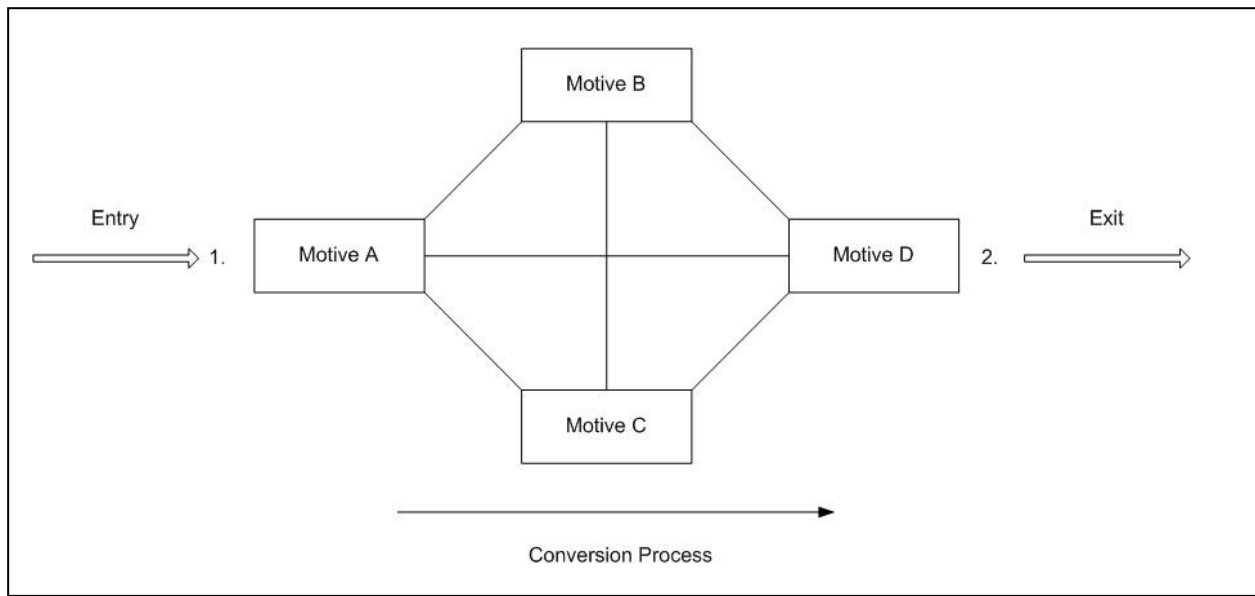 Motive B
Entry
Exit
1.
Motive A
Motive D
2.
Motive C
Conversion Process